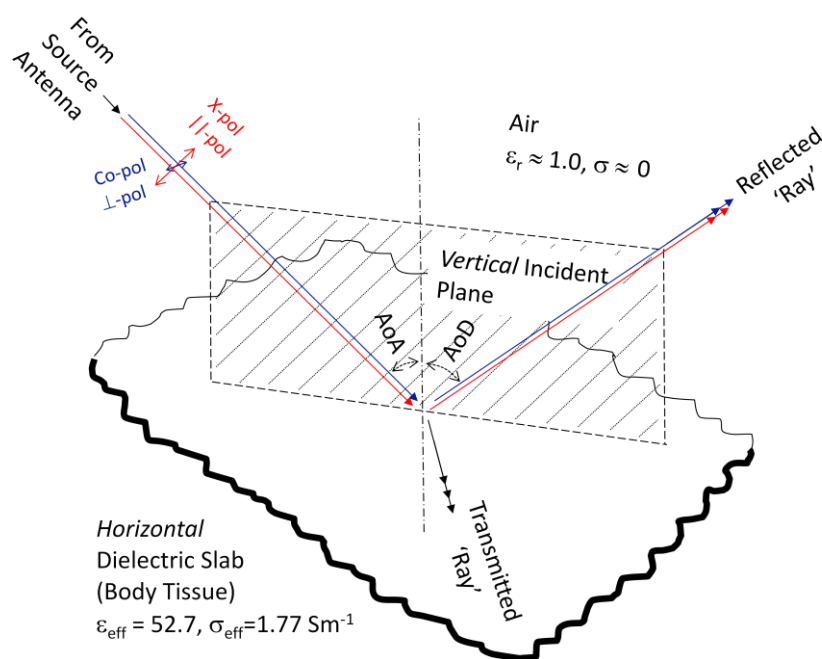 From
Source
Antenna
X-pol
||-pol
Co-pol
⊥-pol
Air
εr ≈ 1.0, σ ≈ 0
Reflected
‘Ray’
Vertical Incident
Plane
AoA
AoD
Transmitted
‘Ray’
Horizontal
Dielectric Slab
(Body Tissue)
εeff = 52.7, σeff=1.77 Sm⁻¹